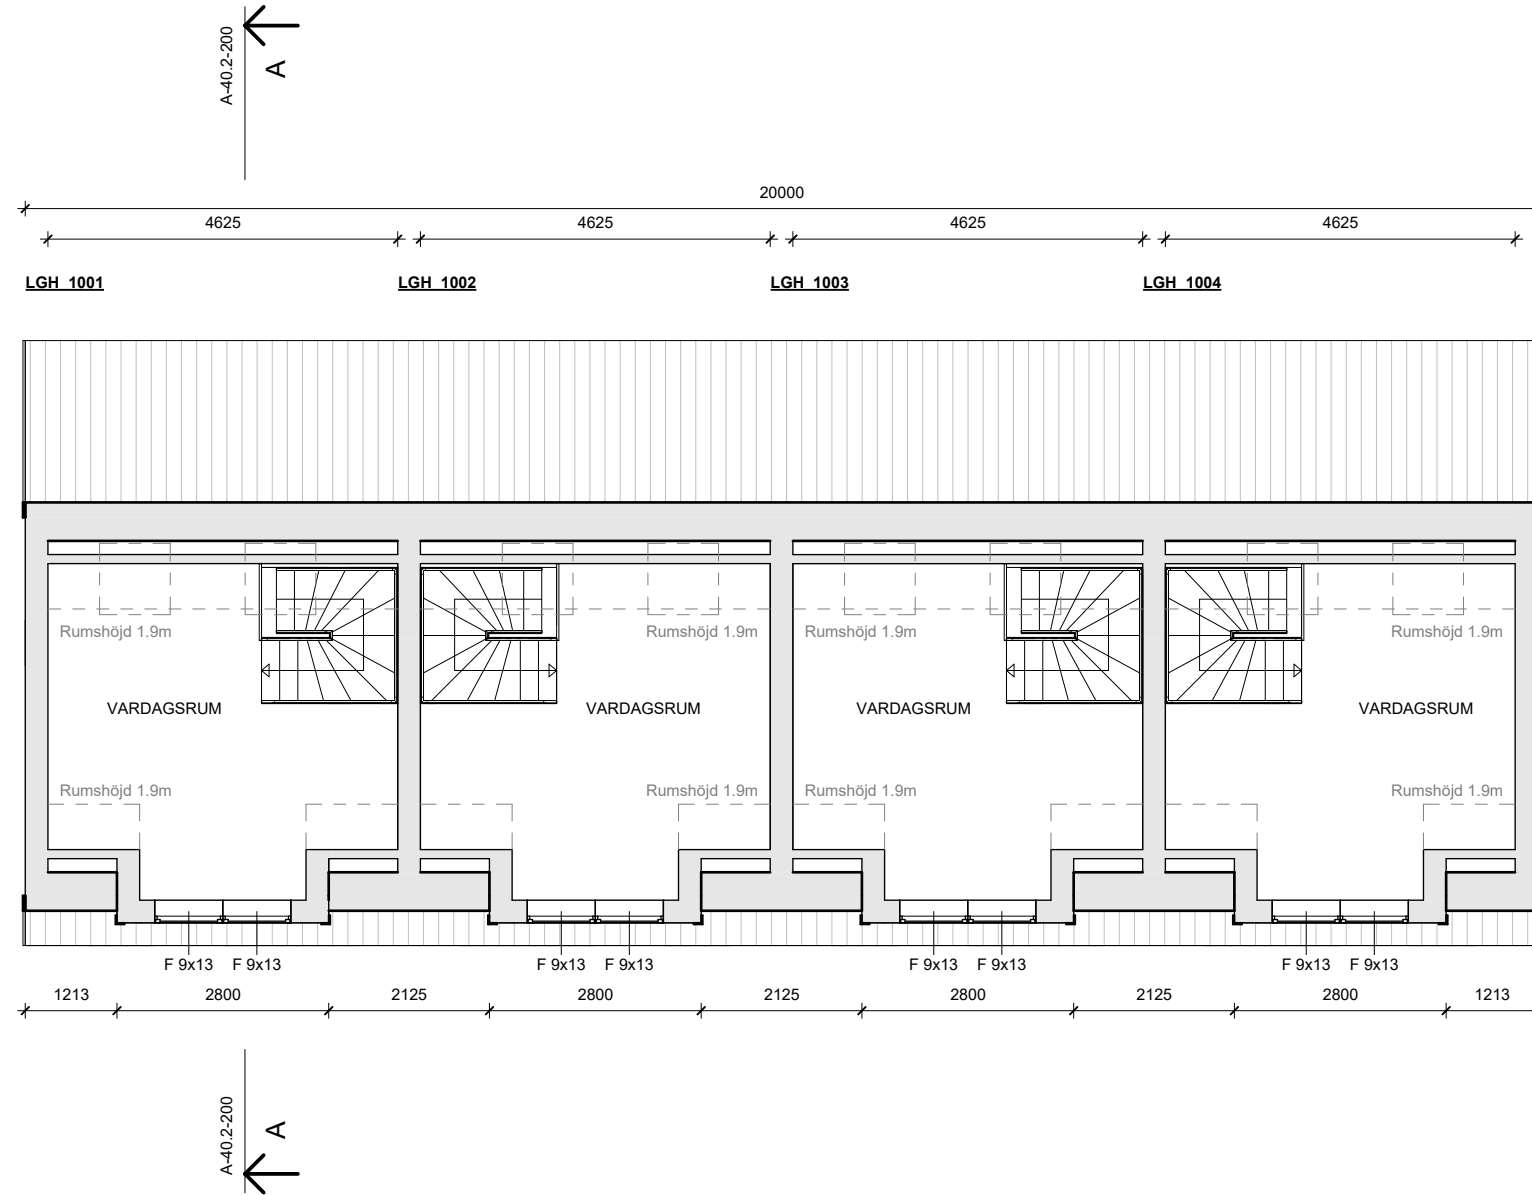 A-40.2-200
A
20000
4625 4625 4625 4625
LGH 1001 LGH 1002 LGH 1003 LGH 1004
Rumshöjd 1.9m Rumshöjd 1.9m Rumshöjd 1.9m Rumshöjd 1.9m
VARDAGSRUM VARDAGSRUM VARDAGSRUM VARDAGSRUM
Rumshöjd 1.9m Rumshöjd 1.9m Rumshöjd 1.9m Rumshöjd 1.9m
F 9x13 F 9x13 F 9x13 F 9x13 F 9x13 F 9x13 F 9x13 F 9x13
1213 2800 2125 2800 2125 2800 2125 2800 1213
A-40.2-200
A